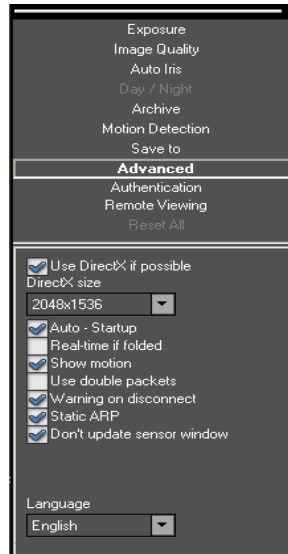 Exposure
Image Quality
Auto Iris
Day / Night
Archive
Motion Detection
Save to
Advanced
Authentication
Remote Viewing
Reset All
Use DirectX if possible
DirectX size
2048x1536
Auto - Startup
Real-time if folded
Show motion
Use double packets
Warning on disconnect
Static ARP
Don't update sensor window
Language
English